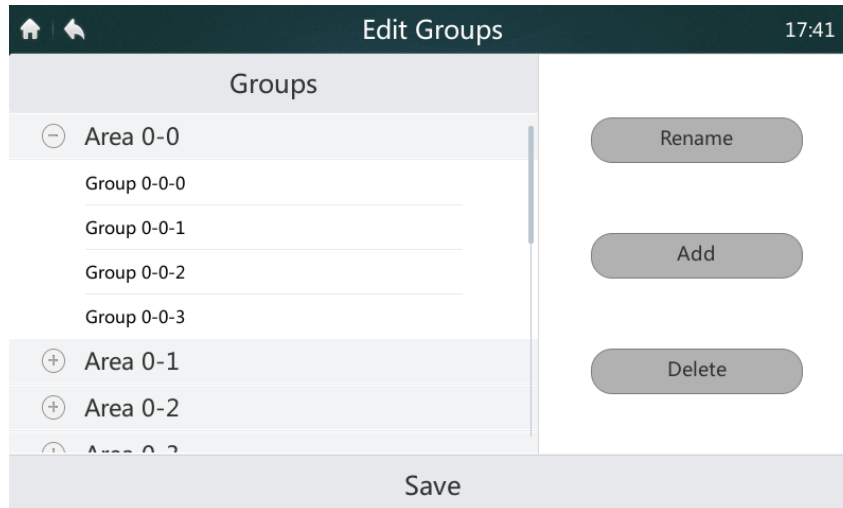 Edit Groups
17:41
Groups
Area 0-0
Group 0-0-0
Group 0-0-1
Group 0-0-2
Group 0-0-3
Area 0-1
Area 0-2
Rename
Add
Delete
Save